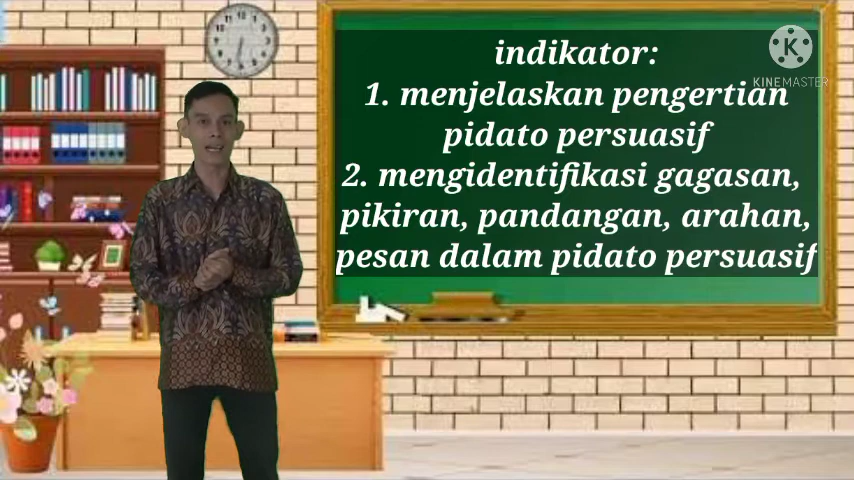 indikator:
1. menjelaskan pengertian
pidato persuasif
2. mengidentifikasi gagasan,
pikiran, pandangan, arahan,
pesan dalam pidato persuasif
K
KINEMASTER